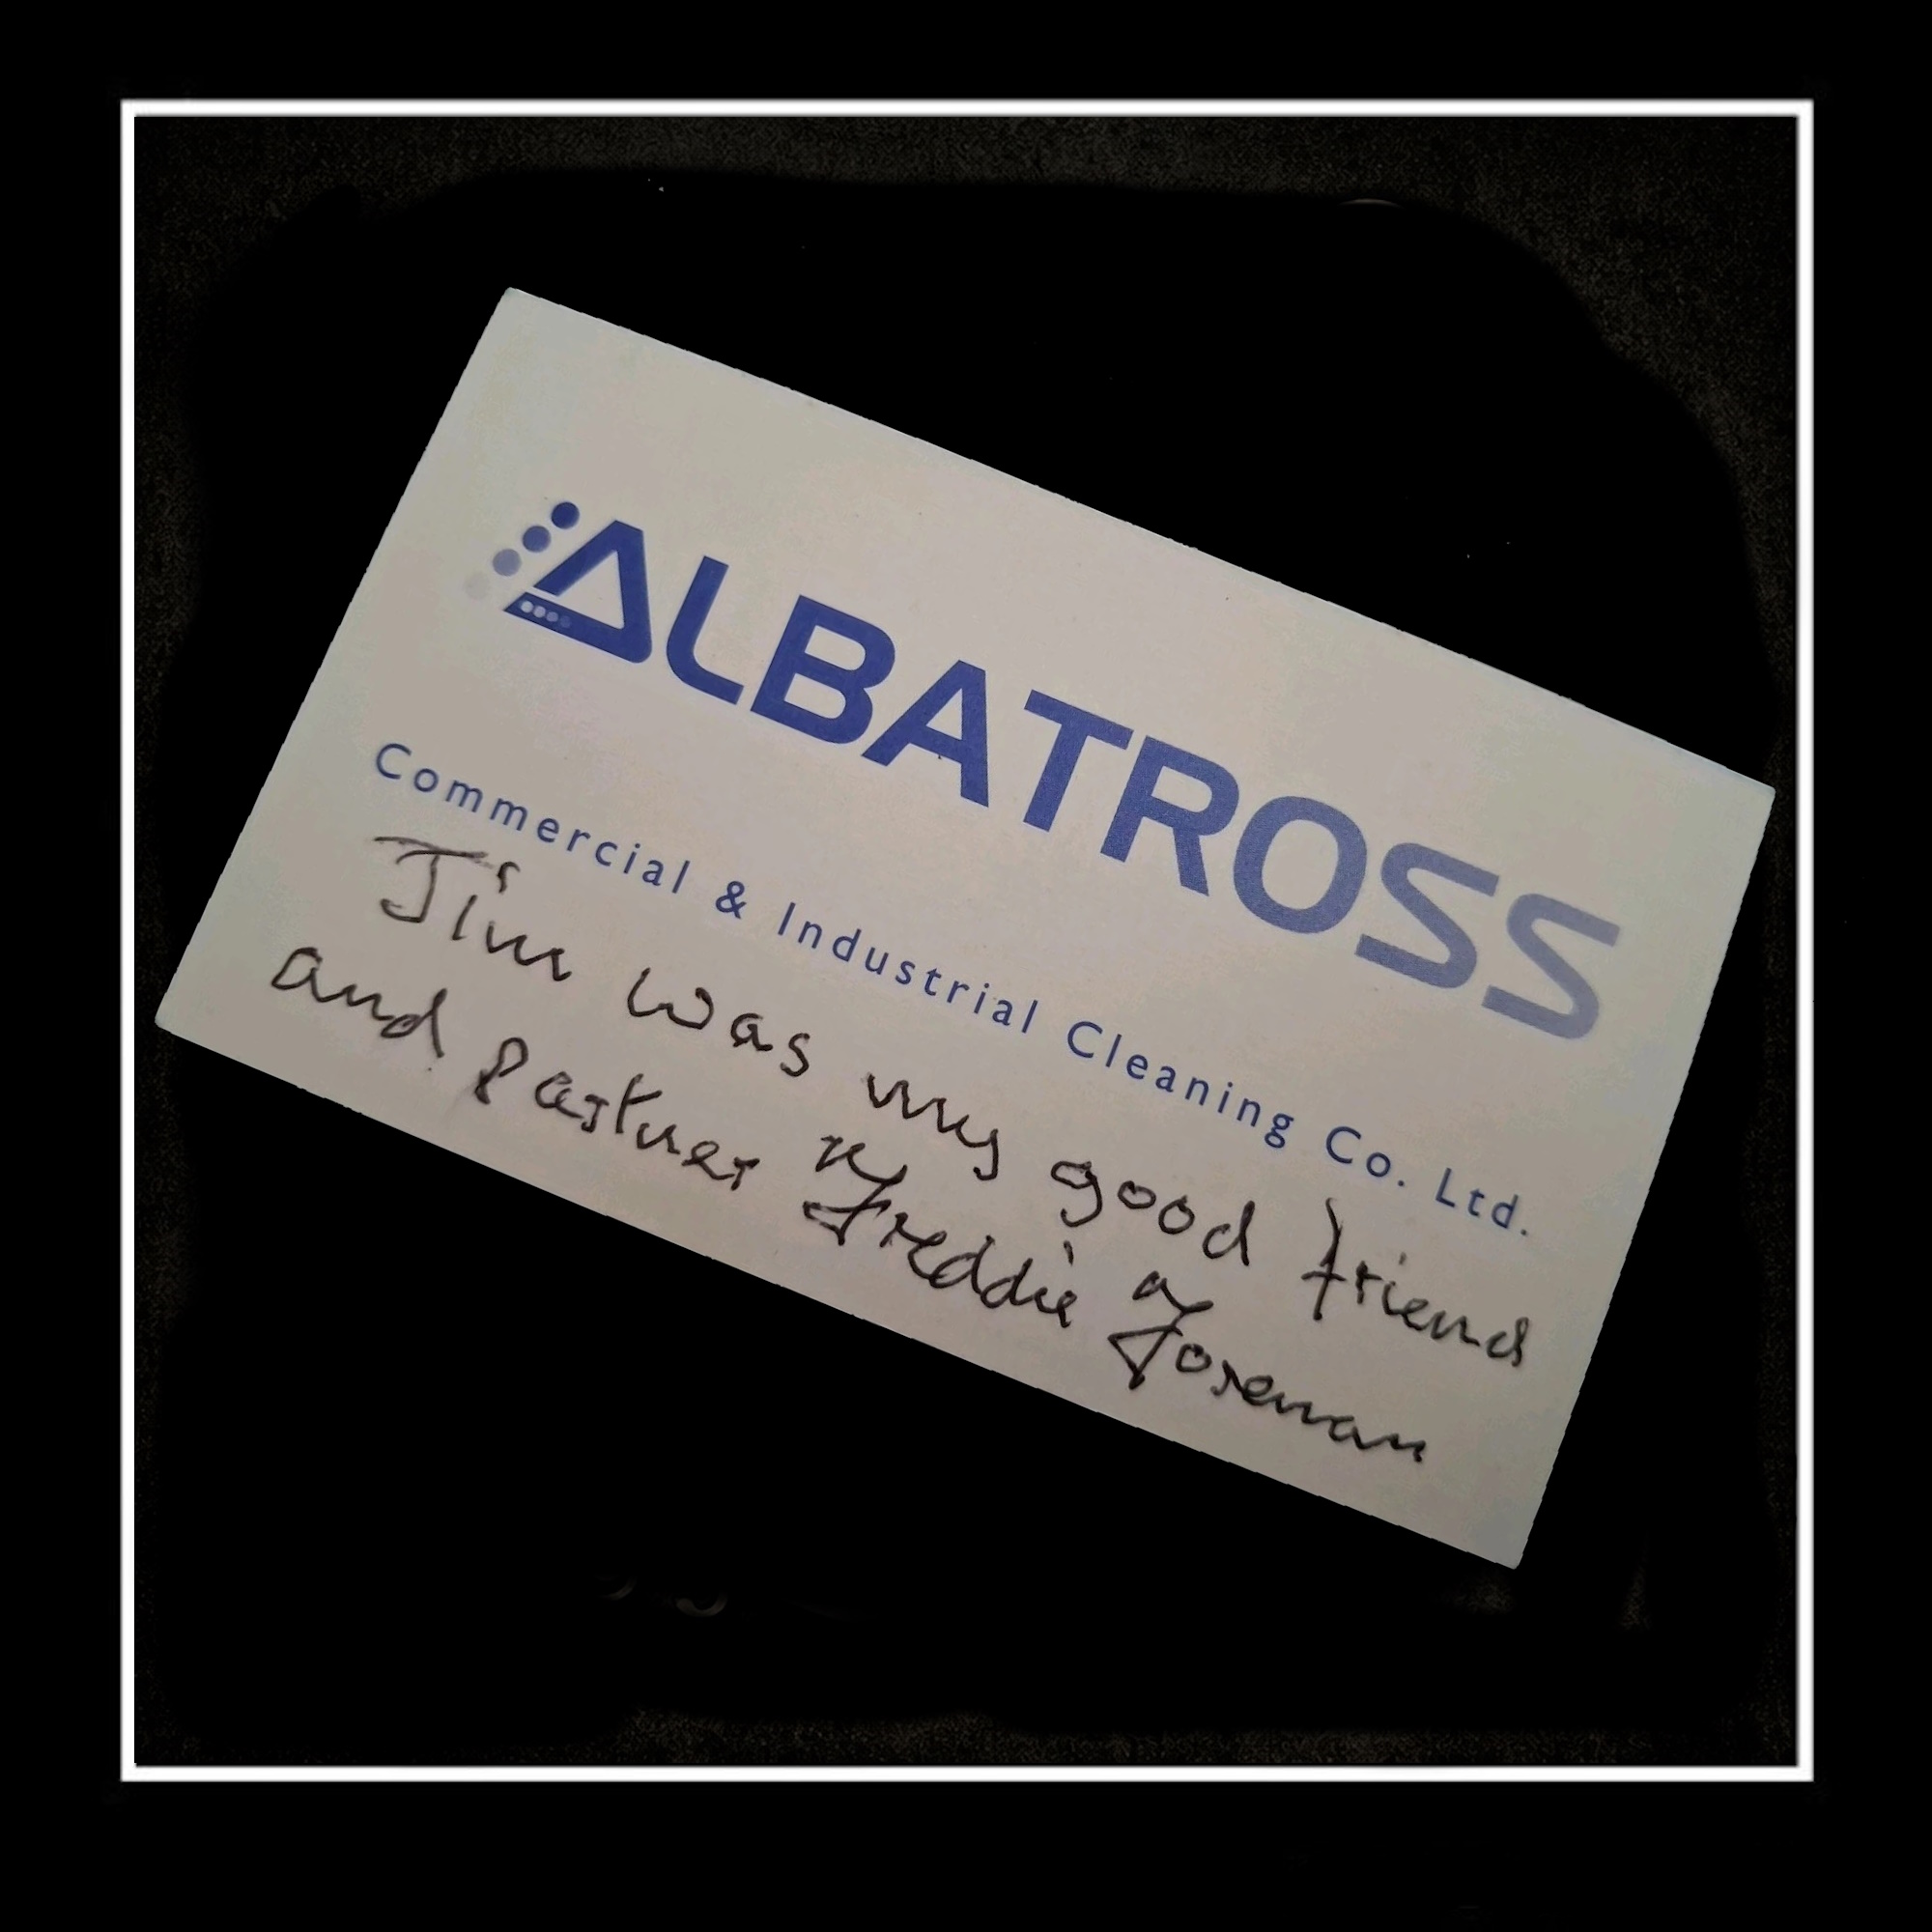 ALBATROSS
Commercial & Industrial Cleaning Co. Ltd.
Jim was my good friend
and Partner Freddie Foreman